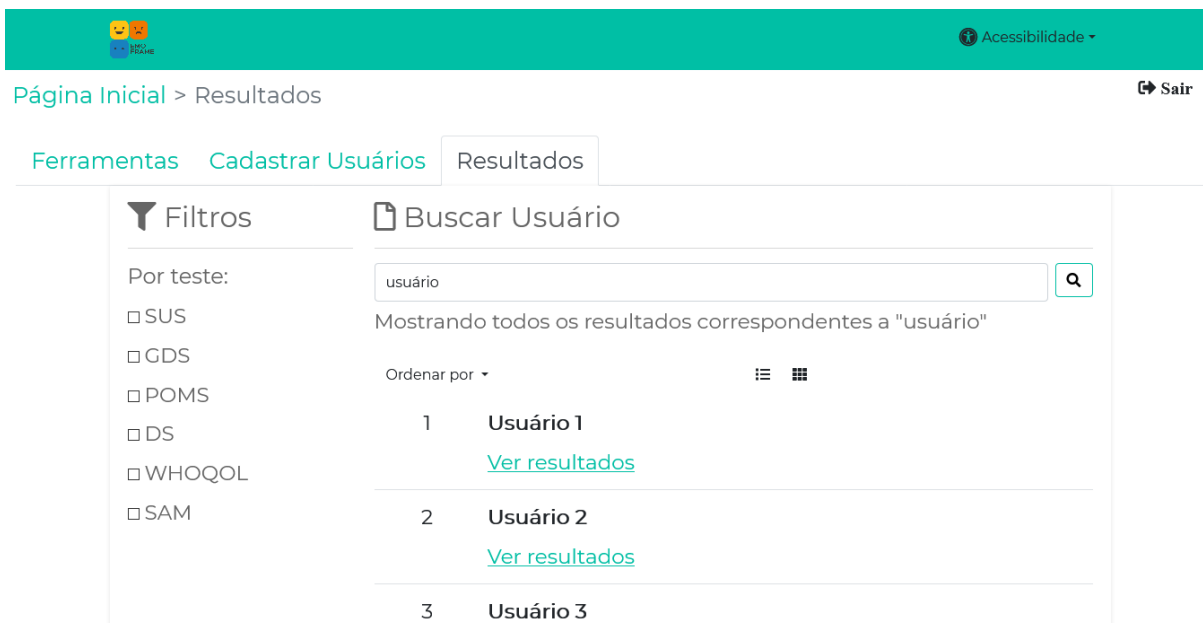 Acessibilidade
Página Inicial > Resultados
Sair
Ferramentas Cadastrar Usuários Resultados
Filtros
Por teste:
SUS
GDS
POMS
DS
WHOQOL
SAM
Buscar Usuário
usuário
Mostrando todos os resultados correspondentes a "usuário"
Ordenar por
1 Usuário 1
Ver resultados
2 Usuário 2
Ver resultados
3 Usuário 3